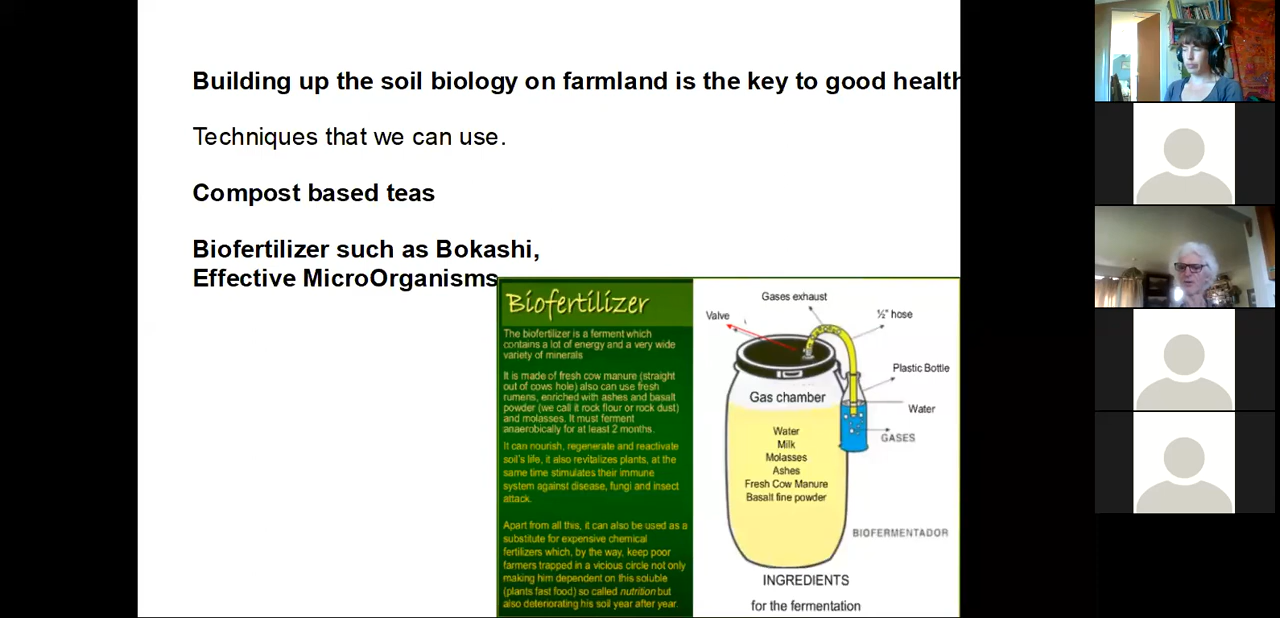 Building up the soil biology on farmland is the key to good health
Techniques that we can use.
Compost based teas
Biofertilizer such as Bokashi,
Effective MicroOrganisms
Biofertilizer
The biofertilizer is a ferment which
contains a lot of energy and a very wide
variety of minerals
It is made of fresh cow manure (straight
out of cows hole) also can use fresh
rumens, enriched with ashes and basalt
powder (we call it rock flour or rock dust)
and molasses. It must ferment
anaerobically for at least 2 months.
It can nourish, regenerate and reactivate
soil's life, it also revitalizes plants, at the
same time stimulates their immune
system against disease, fungi and insect
attack.
Apart from all this, it can also be used as a
substitute for expensive chemical
fertilizers which, by the way, keep poor
farmers trapped in a vicious circle not only
making him dependent on this soluble
(plants fast food) so called nutrition but
also deteriorating his soil year after year.
Gases exhaust
Valve
½" hose
Plastic Bottle
Gas chamber
Water
GASES
Water
Milk
Molasses
Ashes
Fresh Cow Manure
Basalt fine powder
BIOFERMENTADOR
INGREDIENTS
for the fermentation